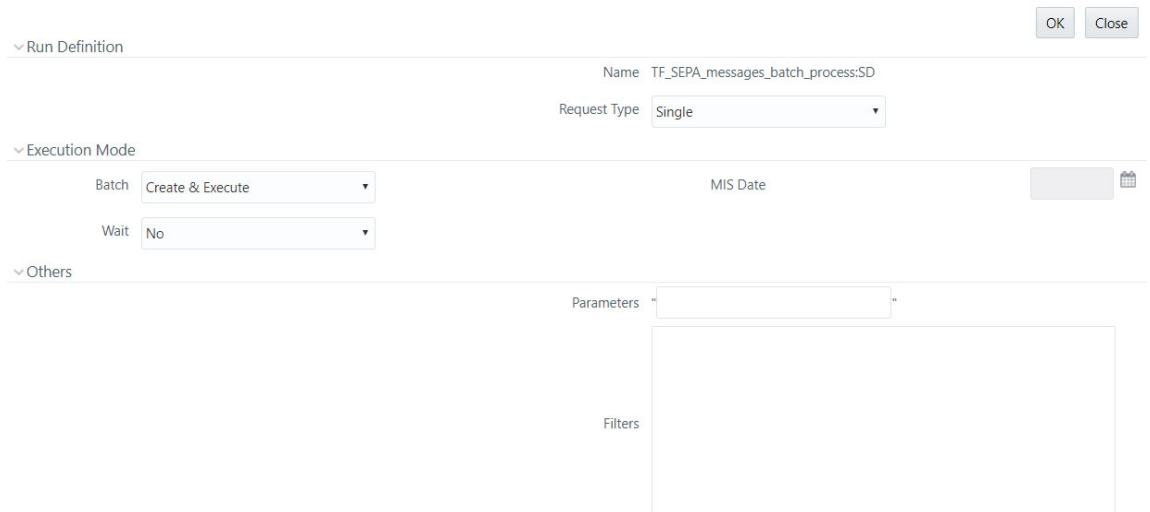 OK Close
Run Definition
Name TF_SEPA_messages_batch_process:SD
Request Type Single
Execution Mode
Batch Create & Execute MIS Date
Wait No
Others
Parameters " "
Filters